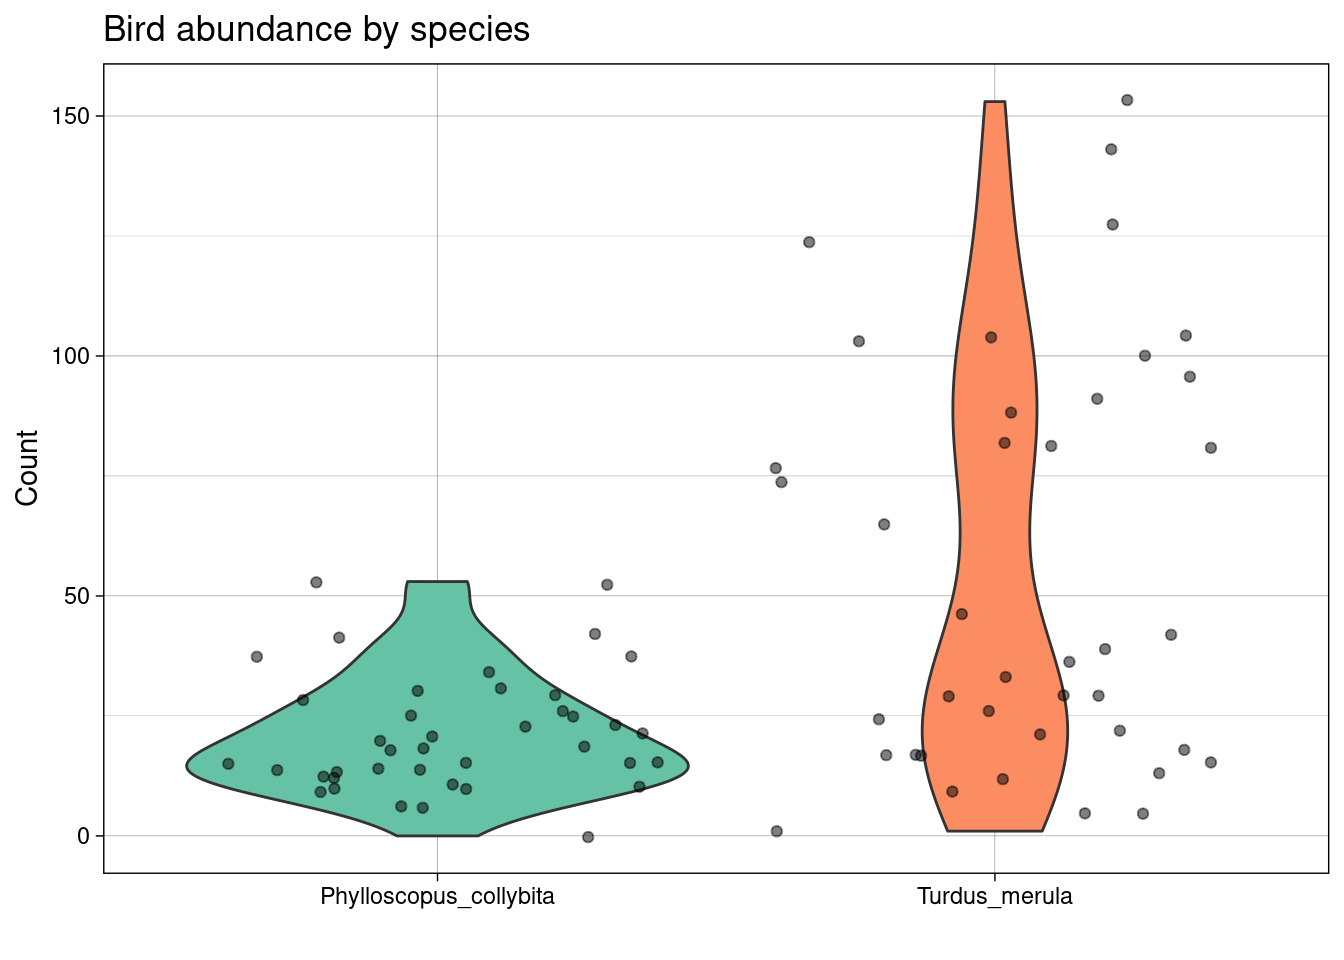 Bird abundance by species
150
100
50
0
Count
Phylloscopus_collybita
Turdus_merula